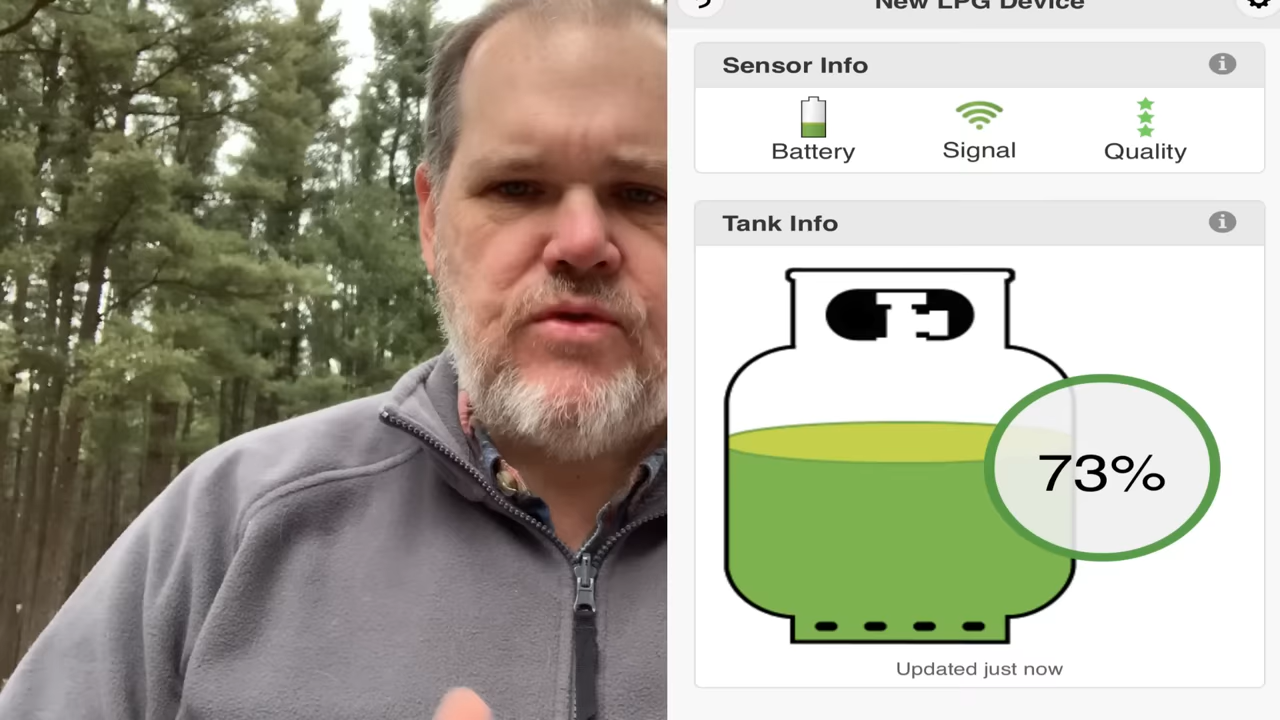 New LPG Device
Sensor Info
Battery
Signal
Quality
Tank Info
73%
Updated just now